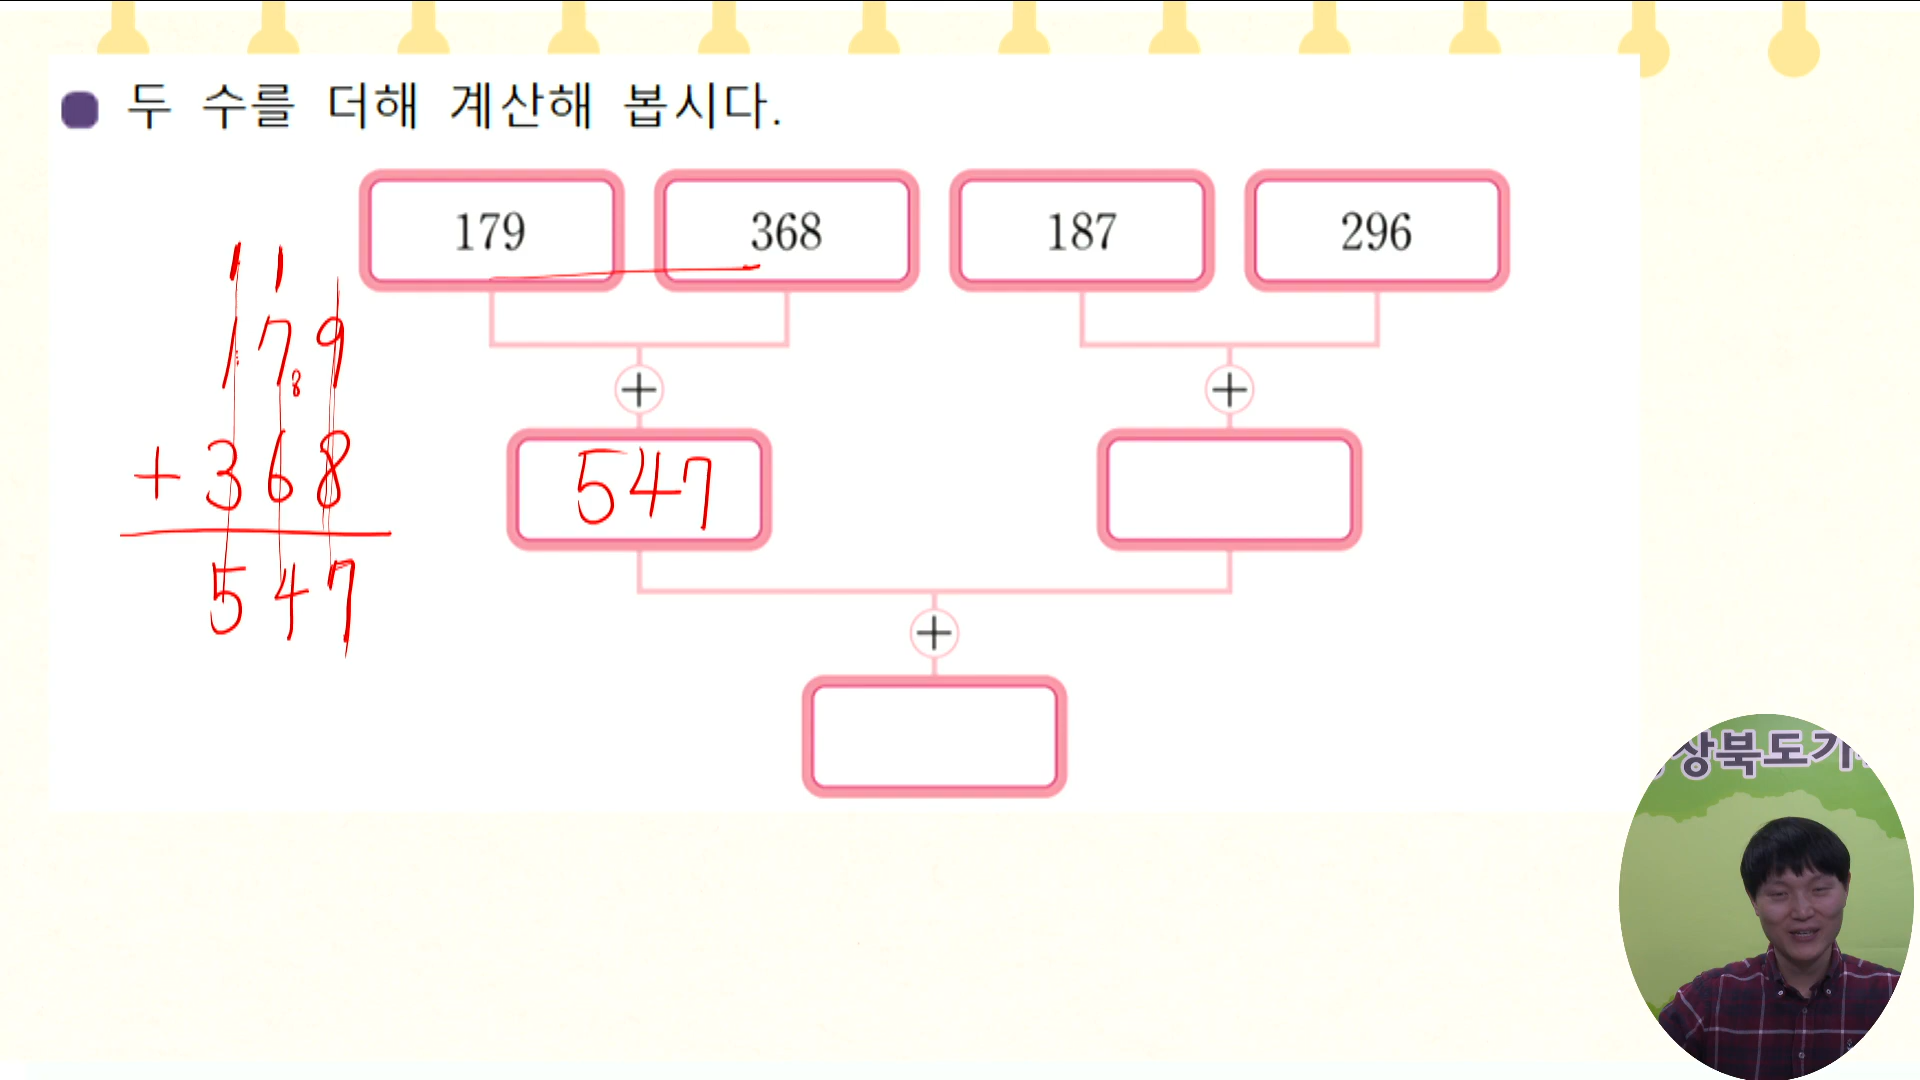 두 수를 더해 계산해 봅시다.
179 368 187 296
1 1
179
8
+ 368
547
+ +
547
+
상북도